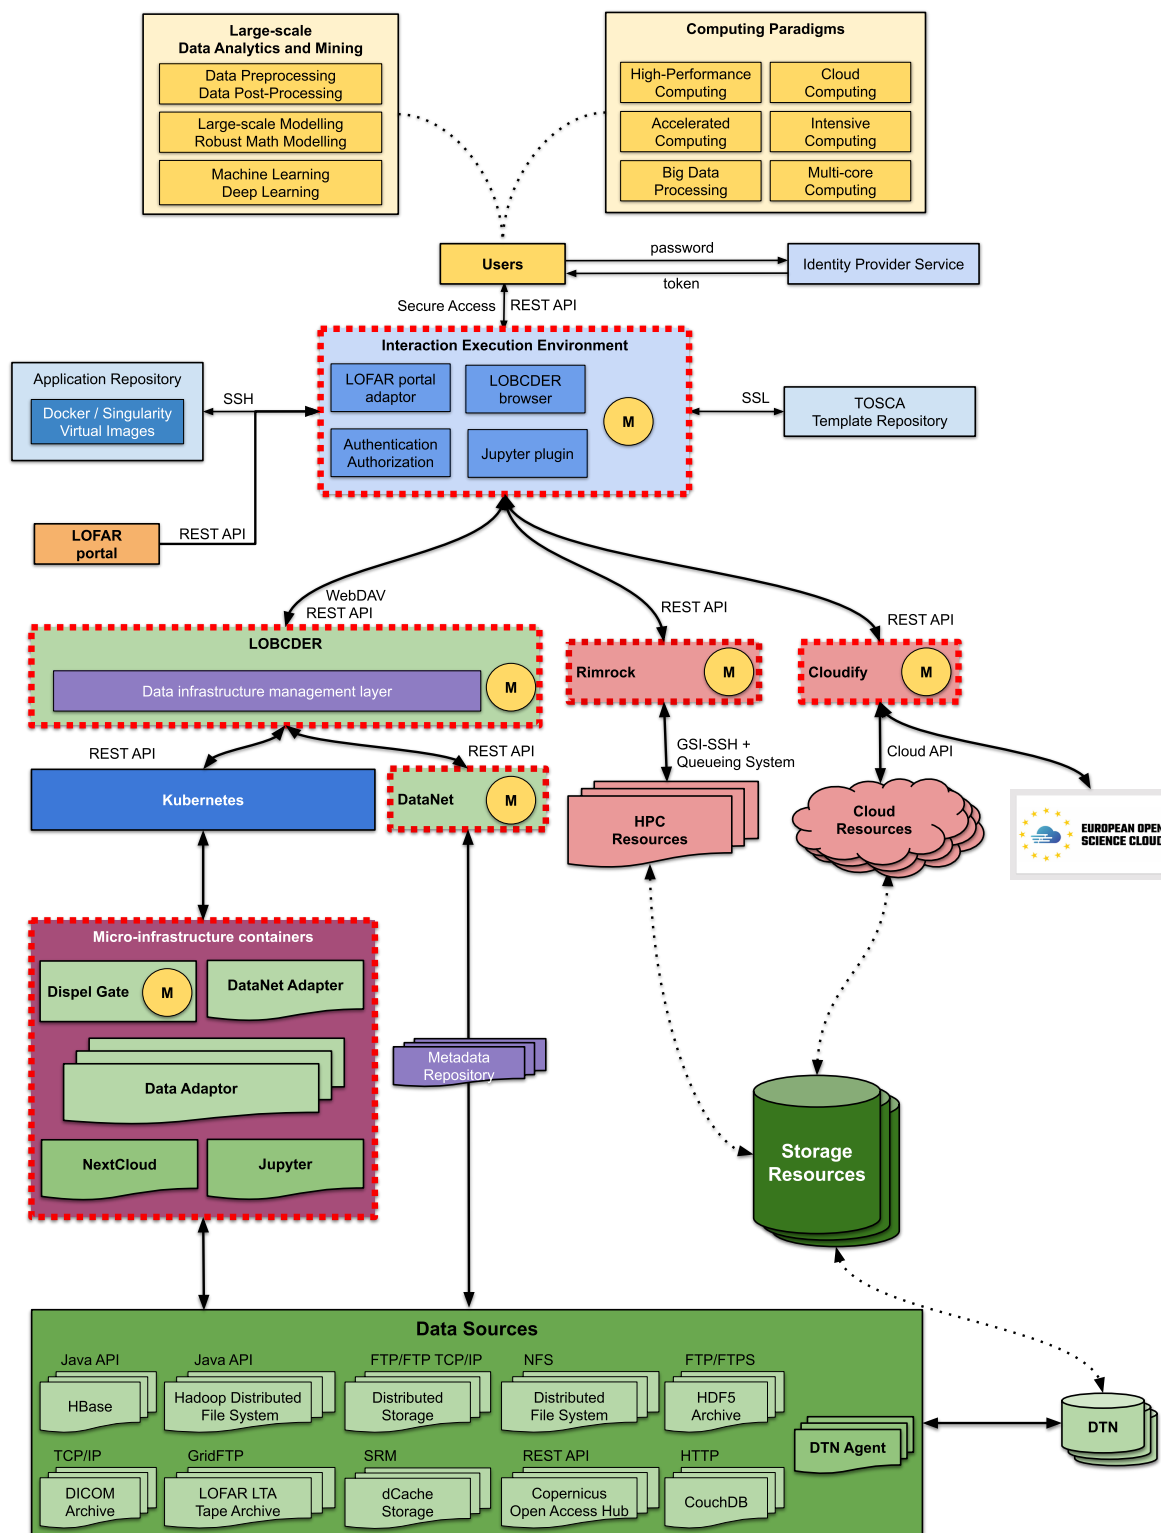 Large-scale
Data Analytics and Mining
Data Preprocessing
Data Post-Processing
Large-scale Modelling
Robust Math Modelling
Machine Learning
Deep Learning
Computing Paradigms
High-Performance
Computing
Cloud
Computing
Accelerated
Computing
Intensive
Computing
Big Data
Processing
Multi-core
Computing
Users
password
token
Identity Provider Service
Secure Access
REST API
Interaction Execution Environment
LOFAR portal
adaptor
LOBCDER
browser
Authentication
Authorization
Jupyter plugin
M
Application Repository
Docker / Singularity
Virtual Images
SSH
SSL
TOSCA
Template Repository
LOFAR
portal
REST API
WebDAV
REST API
REST API
REST API
LOBCDER
Data infrastructure management layer
M
Rimrock
M
Cloudify
M
REST API
REST API
GSI-SSH +
Queueing System
Cloud API
Kubernetes
DataNet
M
HPC
Resources
Cloud
Resources
EUROPEAN OPEN
SCIENCE CLOUD
Micro-infrastructure containers
Dispel Gate
M
DataNet Adapter
Data Adaptor
NextCloud
Jupyter
Metadata
Repository
Storage
Resources
Data Sources
Java API
HBase
Java API
Hadoop Distributed
File System
FTP/FTP TCP/IP
Distributed
Storage
NFS
Distributed
File System
FTP/FTPS
HDF5
Archive
TCP/IP
DICOM
Archive
GridFTP
LOFAR LTA
Tape Archive
SRM
dCache
Storage
REST API
Copernicus
Open Access Hub
HTTP
CouchDB
DTN Agent
DTN